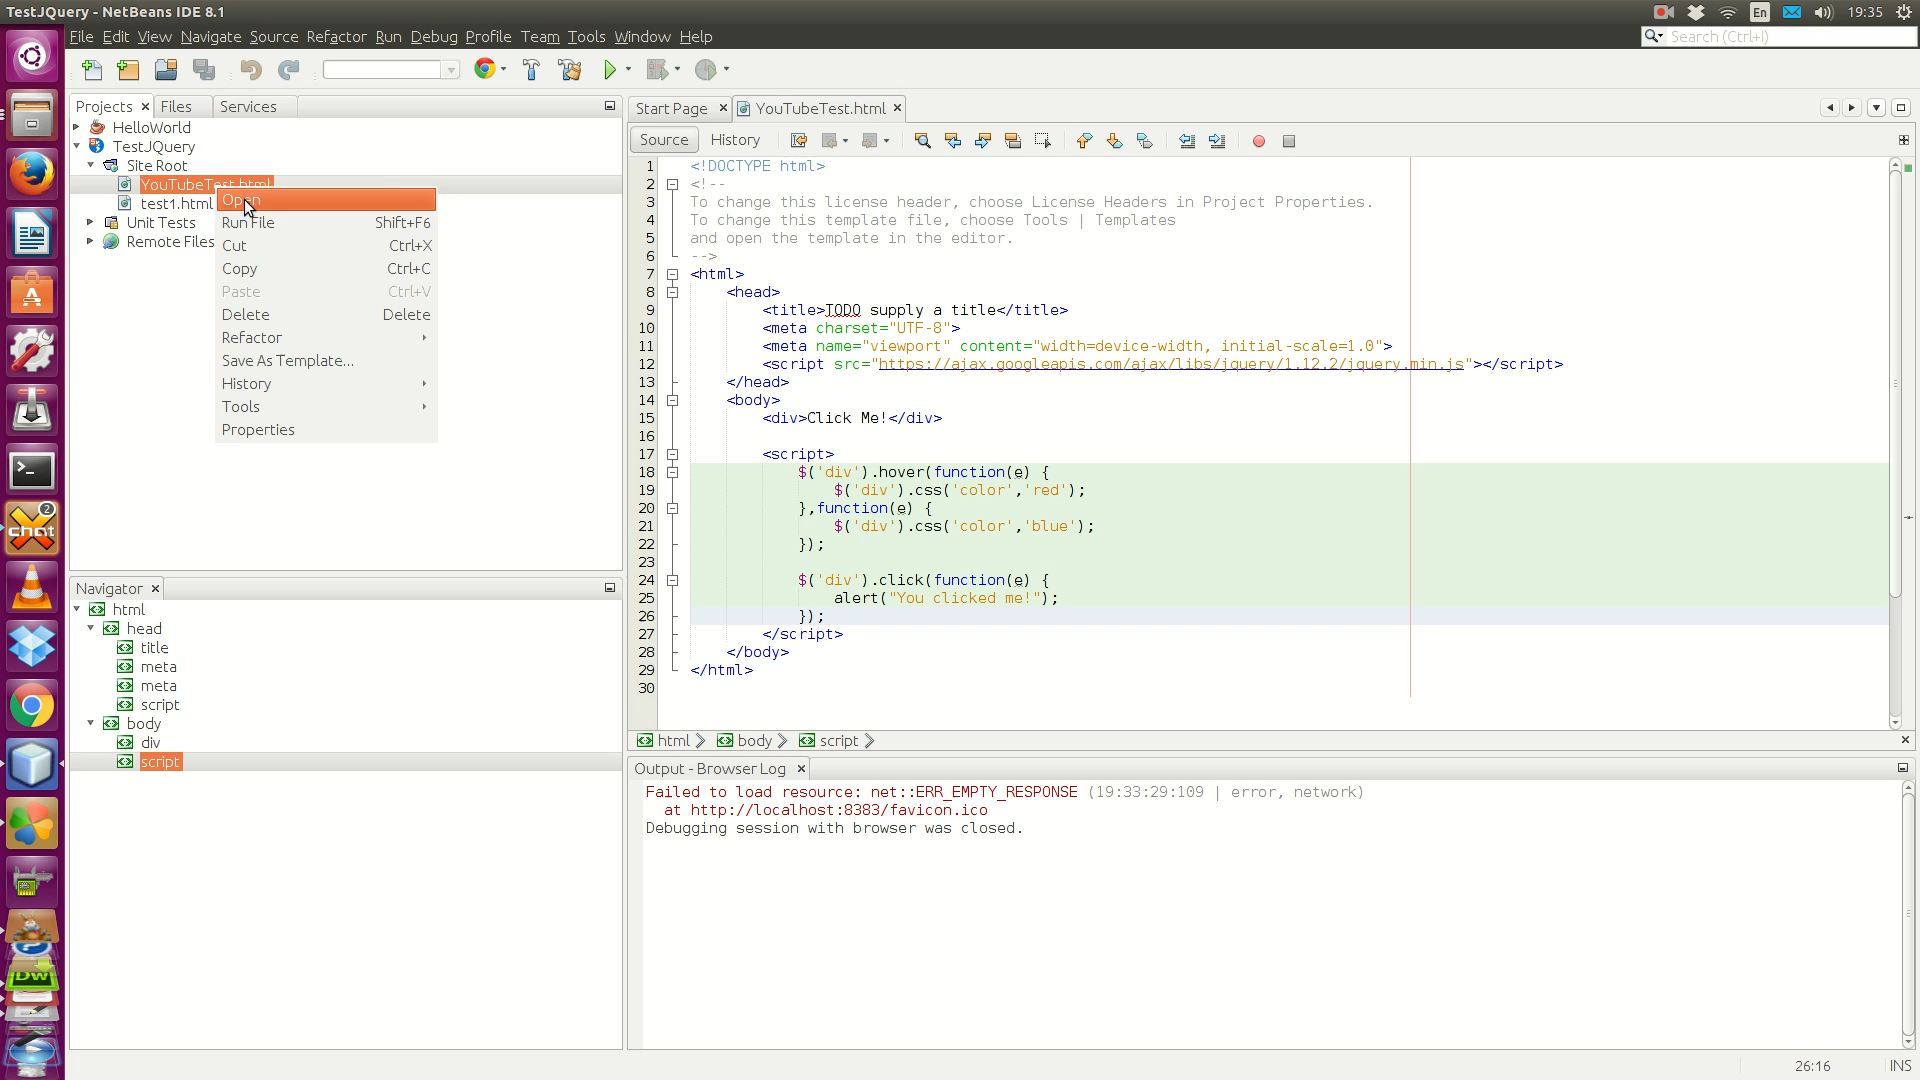 TestJQuery - NetBeans IDE 8.1
En
19:35
File Edit View Navigate Source Refactor Run Debug Profile Team Tools Window Help
Search (Ctrl+I)
Projects
Files
Services
HelloWorld
TestJQuery
Site Root
YouTubeTest.html
test1.html
Unit Tests
Remote Files
Open
Run File Shift+F6
Cut Ctrl+X
Copy Ctrl+C
Paste Ctrl+V
Delete Delete
Refactor
Save As Template...
History
Tools
Properties
Start Page
YouTubeTest.html
Source
History
1 <!DOCTYPE html>
2 <!--
3 To change this license header, choose License Headers in Project Properties.
4 To change this template file, choose Tools | Templates
5 and open the template in the editor.
6 -->
7 <html>
8 <head>
9 <title>TODO supply a title</title>
10 <meta charset="UTF-8">
11 <meta name="viewport" content="width=device-width, initial-scale=1.0">
12 <script src="https://ajax.googleapis.com/ajax/libs/jquery/1.12.2/jquery.min.js"></script>
13 </head>
14 <body>
15 <div>Click Me!</div>
16
17 <script>
18 $('div').hover(function(e) {
19 $('div').css('color','red');
20 },function(e) {
21 $('div').css('color','blue');
22 });
23
24 $('div').click(function(e) {
25 alert("You clicked me!");
26 });
27 </script>
28 </body>
29 </html>
30
html body script
Navigator
html
head
title
meta
meta
script
body
div
script
Output - Browser Log
Failed to load resource: net::ERR_EMPTY_RESPONSE (19:33:29:109 | error, network)
at http://localhost:8383/favicon.ico
Debugging session with browser was closed.
2
chat
DW
26:16
INS